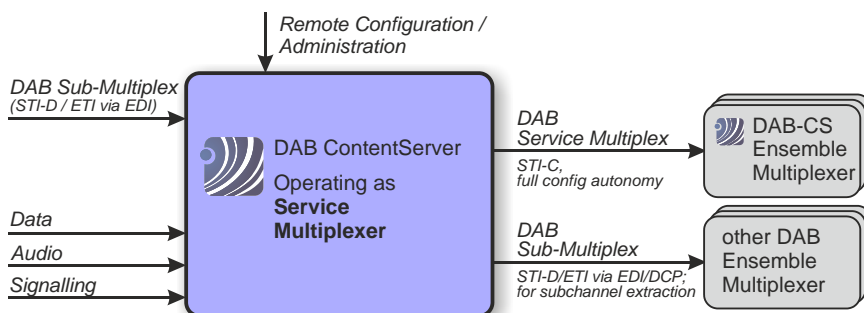 Remote Configuration /
Administration
DAB Sub-Multiplex
(STI-D / ETI via EDI)
Data
Audio
Signalling
DAB ContentServer
Operating as
Service
Multiplexer
DAB
Service Multiplex
STI-C,
full config autonomy
DAB
Sub-Multiplex
STI-D/ETI via EDI/DCP;
for subchannel extraction
DAB-CS
Ensemble
Multiplexer
other DAB
Ensemble
Multiplexer